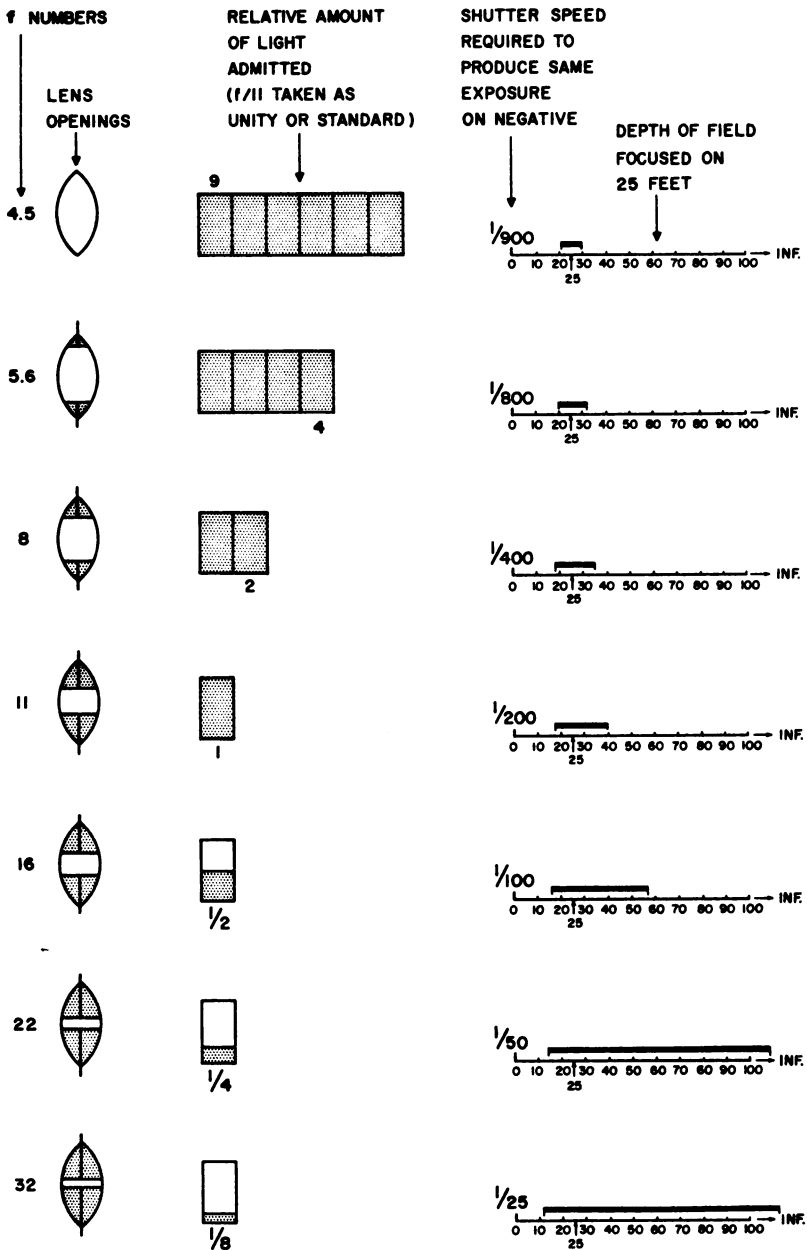 f NUMBERS
LENS
OPENINGS
RELATIVE AMOUNT
OF LIGHT
ADMITTED
(f/11 TAKEN AS
UNITY OR STANDARD)
SHUTTER SPEED
REQUIRED TO
PRODUCE SAME
EXPOSURE
ON NEGATIVE
DEPTH OF FIELD
FOCUSED ON
25 FEET
4.5
9
1/900
0 10 20 30 40 50 60 70 80 90 100 INF.
25
5.6
4
1/800
0 10 20 30 40 50 60 70 80 90 100 INF.
25
8
2
1/400
0 10 20 30 40 50 60 70 80 90 100 INF.
25
11
1
1/200
0 10 20 30 40 50 60 70 80 90 100 INF.
25
16
1/2
1/100
0 10 20 30 40 50 60 70 80 90 100 INF.
25
22
1/4
1/50
0 10 20 30 40 50 60 70 80 90 100 INF.
25
32
1/8
1/25
0 10 20 30 40 50 60 70 80 90 100 INF.
25